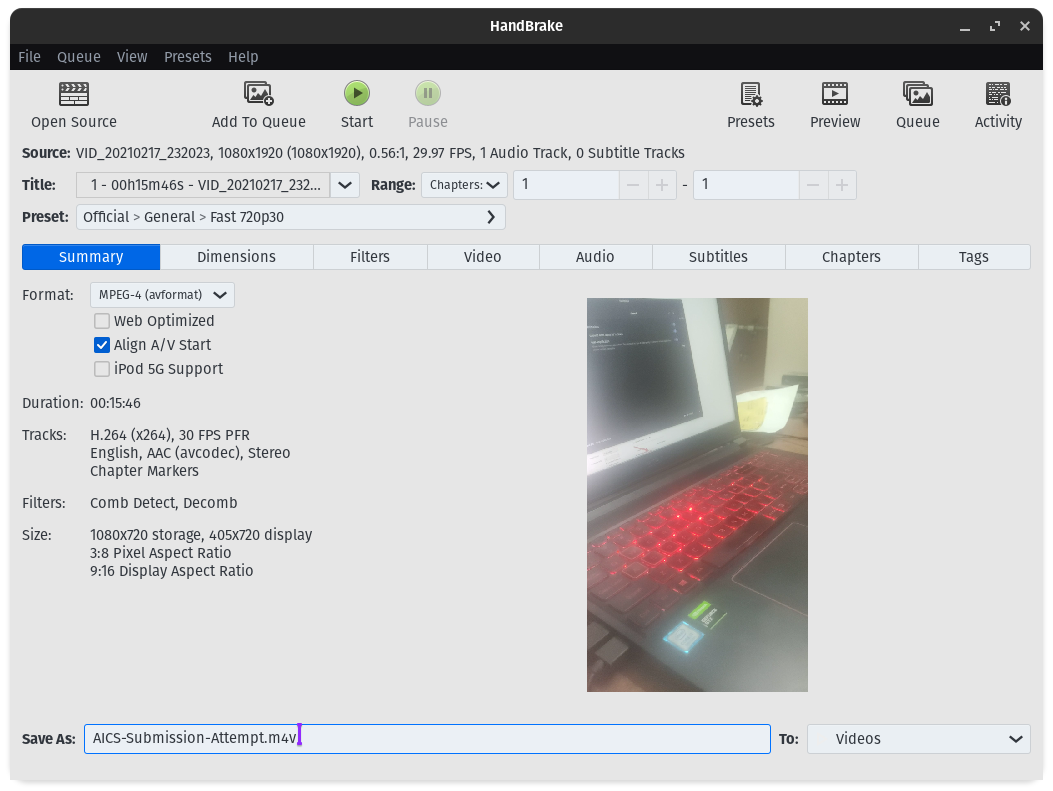 HandBrake
File Queue View Presets Help
Open Source Add To Queue Start Pause Presets Preview Queue Activity
Source: VID_20210217_232023, 1080x1920 (1080x1920), 0.56:1, 29.97 FPS, 1 Audio Track, 0 Subtitle Tracks
Title: 1 - 00h15m46s - VID_20210217_232... Range: Chapters: 1 - 1
Preset: Official > General > Fast 720p30
Summary Dimensions Filters Video Audio Subtitles Chapters Tags
Format: MPEG-4 (avformat)
Web Optimized
Align A/V Start
iPod 5G Support
Duration: 00:15:46
Tracks: H.264 (x264), 30 FPS PFR
English, AAC (avcodec), Stereo
Chapter Markers
Filters: Comb Detect, Decomb
Size: 1080x720 storage, 405x720 display
3:8 Pixel Aspect Ratio
9:16 Display Aspect Ratio
Save As: AICS-Submission-Attempt.m4v To: Videos